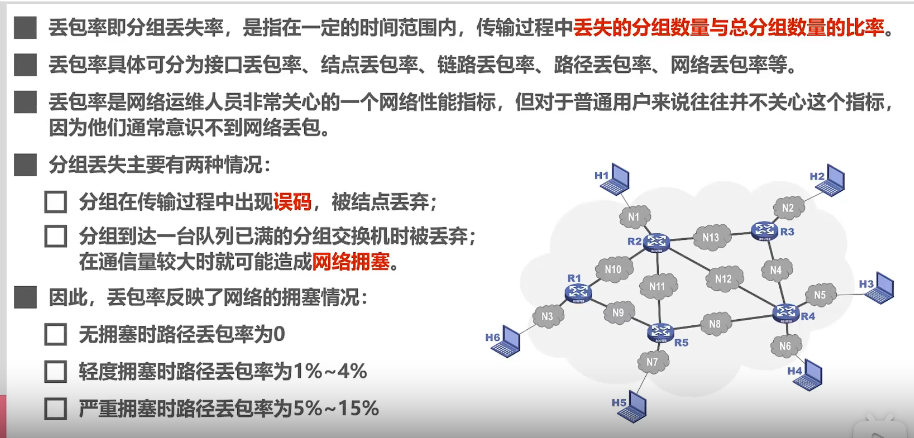 丢包率即分组丢失率，是指在一定的时间范围内，传输过程中丢失的分组数量与总分组数量的比率。
丢包率具体可分为接口丢包率、结点丢包率、链路丢包率、路径丢包率、网络丢包率等。
丢包率是网络运维人员非常关心的一个网络性能指标，但对于普通用户来说往往并不关心这个指标，
因为他们通常意识不到网络丢包。
分组丢失主要有两种情况：
分组在传输过程中出现误码，被结点丢弃；
分组到达一台队列已满的分组交换机时被丢弃；
在通信量较大时就可能造成网络拥塞。
因此，丢包率反映了网络的拥塞情况：
无拥塞时路径丢包率为0
轻度拥塞时路径丢包率为1%~4%
严重拥塞时路径丢包率为5%~15%
H1
H2
N1
N2
R2
N13
R3
N10
N12
N4
R1
N11
H3
N5
N3
N9
R4
H6
R5
N8
N6
N7
H4
H5